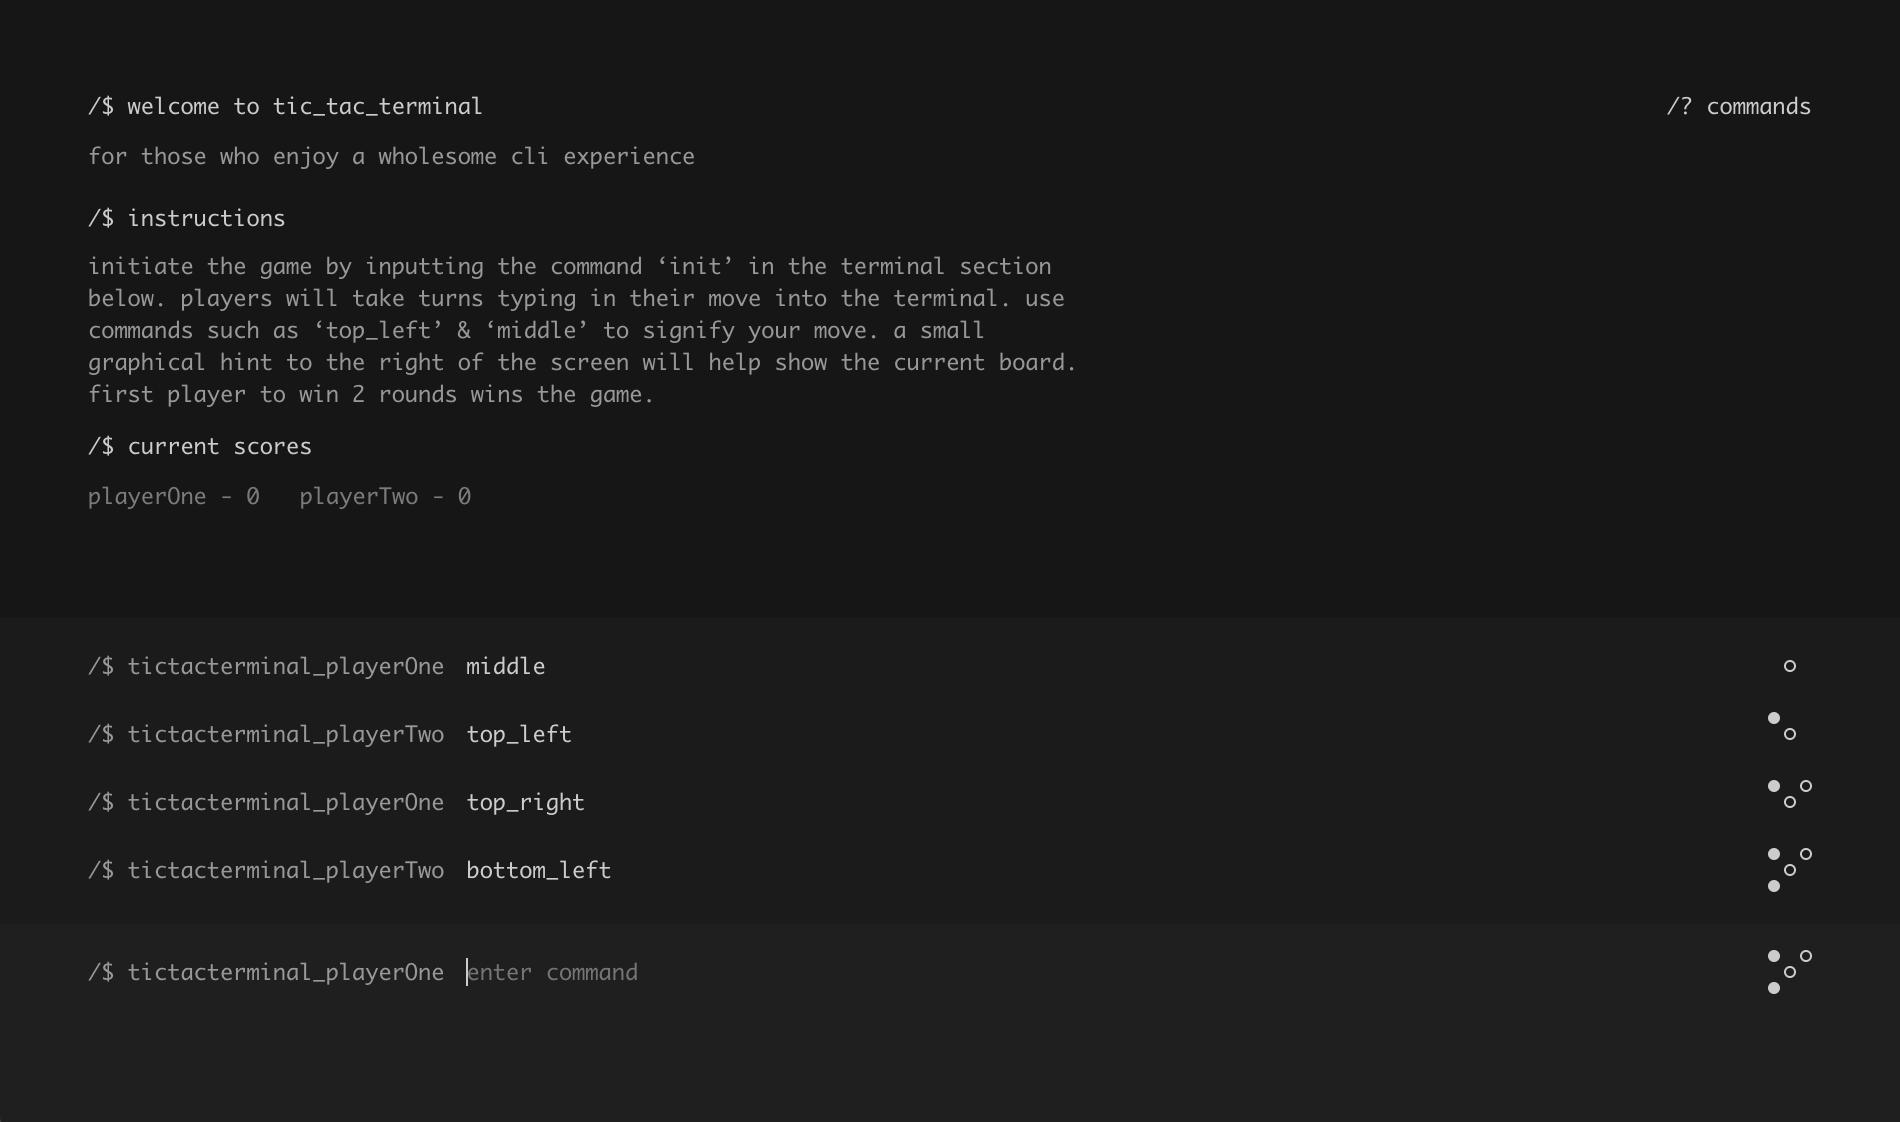 /$ welcome to tic_tac_terminal
/? commands
for those who enjoy a wholesome cli experience
/$ instructions
initiate the game by inputting the command ‘init’ in the terminal section
below. players will take turns typing in their move into the terminal. use
commands such as ‘top_left’ & ‘middle’ to signify your move. a small
graphical hint to the right of the screen will help show the current board.
first player to win 2 rounds wins the game.
/$ current scores
playerOne - 0   playerTwo - 0
/$ tictacterminal_playerOne middle
/$ tictacterminal_playerTwo top_left
/$ tictacterminal_playerOne top_right
/$ tictacterminal_playerTwo bottom_left
/$ tictacterminal_playerOne enter command